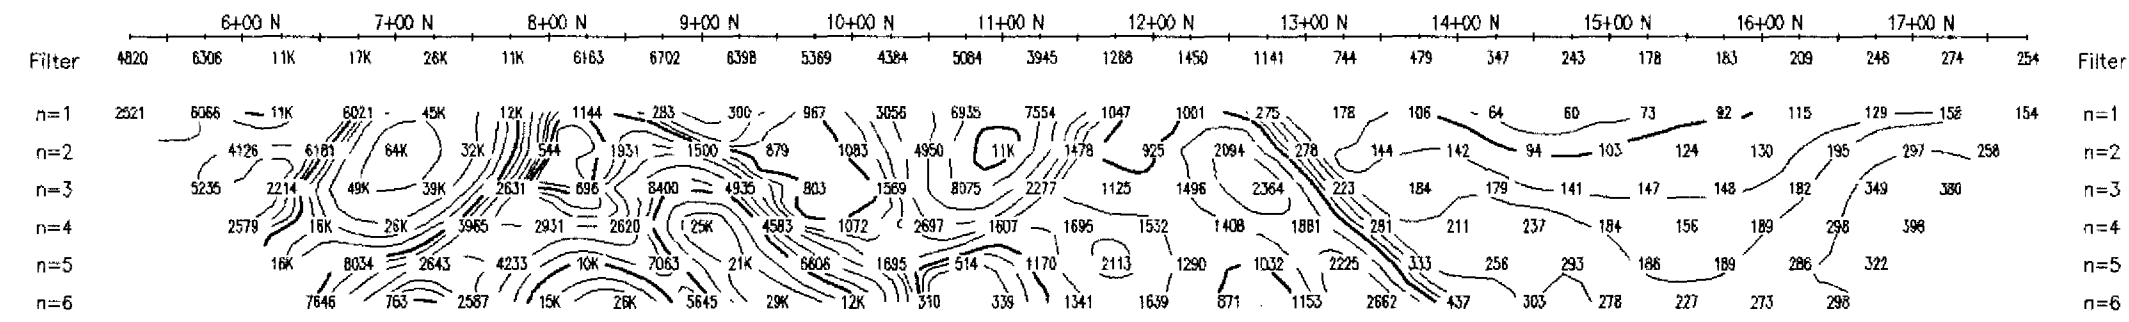 6+00 N 7+00 N 8+00 N 9+00 N 10+00 N 11+00 N 12+00 N 13+00 N 14+00 N 15+00 N 16+00 N 17+00 N
Filter 4820 6306 11K 17K 26K 11K 6163 6702 8398 5369 4384 5084 3945 1268 1450 1141 744 479 347 243 178 183 209 246 274 254 Filter
n=1 2521 6066 11K 6021 45K 12K 1144 283 300 967 3056 6935 7554 1047 1001 275 178 106 64 60 73 92 115 129 158 154 n=1
n=2 4126 6181 64K 32K 544 1931 1500 879 1083 4950 11K 1478 925 2094 278 144 142 94 103 124 130 195 297 258 n=2
n=3 5235 2214 49K 39K 2631 696 8400 4935 803 1569 8075 2277 1125 1496 2364 223 184 179 141 147 148 182 349 380 n=3
n=4 2579 16K 26K 3965 2931 2620 25K 4583 1072 2697 1607 1695 1532 1408 1881 281 211 237 184 156 189 298 398 n=4
n=5 16K 8034 2643 4233 10K 7063 21K 6606 1695 514 1170 2113 1290 1032 2225 333 256 293 186 189 286 322 n=5
n=6 7646 763 2587 15K 26K 5645 29K 12K 310 339 1341 1639 871 1153 2662 437 303 278 227 273 298 n=6